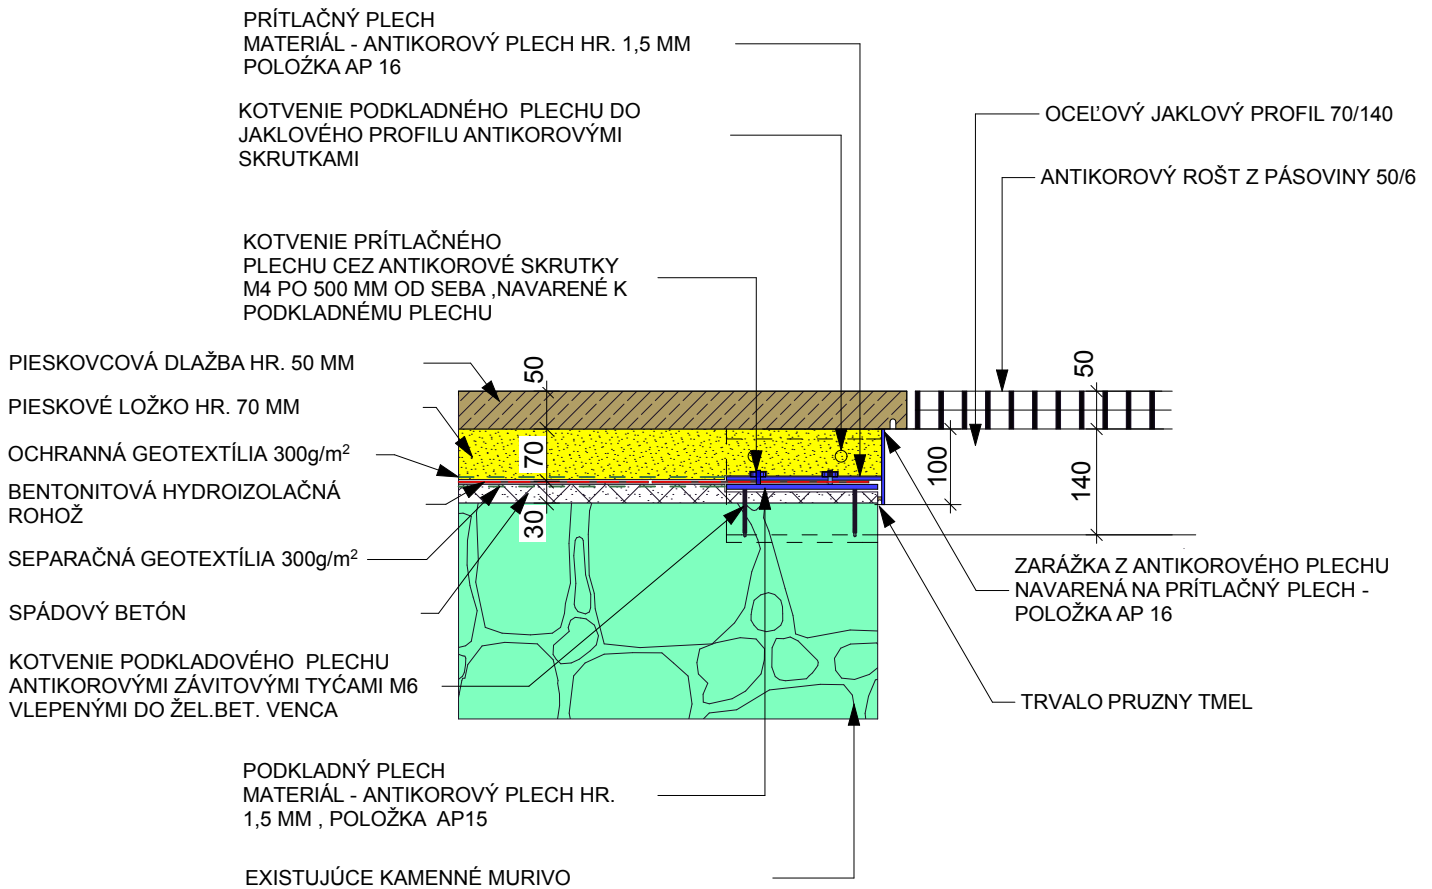 PRÍTLAČNÝ PLECH
MATERIÁL - ANTIKOROVÝ PLECH HR. 1,5 MM
POLOŹKA AP 16
KOTVENIE PODKLADNÉHO PLECHU DO
JAKLOVÉHO PROFILU ANTIKOROVÝMI
SKRUTKAMI
OCEĽOVÝ JAKLOVÝ PROFIL 70/140
ANTIKOROVÝ ROŠT Z PÁSOVINY 50/6
KOTVENIE PRÍTLAČNÉHO
PLECHU CEZ ANTIKOROVÉ SKRUTKY
M4 PO 500 MM OD SEBA ,NAVARENÉ K
PODKLADNÉMU PLECHU
PIESKOVCOVÁ DLAŽBA HR. 50 MM
PIESKOVÉ LOŽKO HR. 70 MM
OCHRANNÁ GEOTEXTÍLIA 300g/m²
BENTONITOVÁ HYDROIZOLAČNÁ
ROHOŽ
SEPARAČNÁ GEOTEXTÍLIA 300g/m²
SPÁDOVÝ BETÓN
KOTVENIE PODKLADOVÉHO PLECHU
ANTIKOROVÝMI ZÁVITOVÝMI TYĆAMI M6
VLEPENÝMI DO ŽEL.BET. VENCA
50
70
30
100
50
140
ZARÁŽKA Z ANTIKOROVÉHO PLECHU
NAVARENÁ NA PRÍTLAČNÝ PLECH -
POLOŽKA AP 16
TRVALO PRUZNY TMEL
PODKLADNÝ PLECH
MATERIÁL - ANTIKOROVÝ PLECH HR.
1,5 MM , POLOŽKA AP15
EXISTUJÚCE KAMENNÉ MURIVO